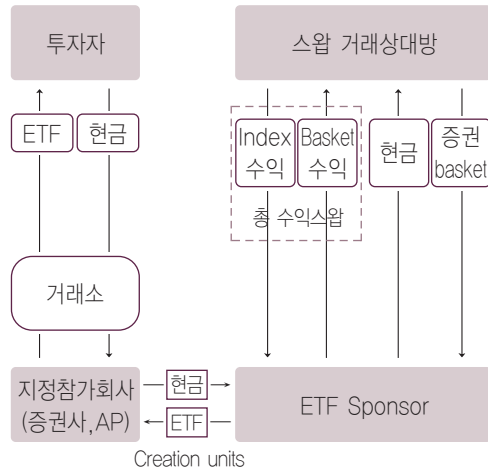 투자자
스왑 거래상대방
ETF
현금
Index
수익
Basket
수익
총 수익스왑
현금
증권
basket
거래소
지정참가회사
(증권사,AP)
현금
ETF
Creation units
ETF Sponsor